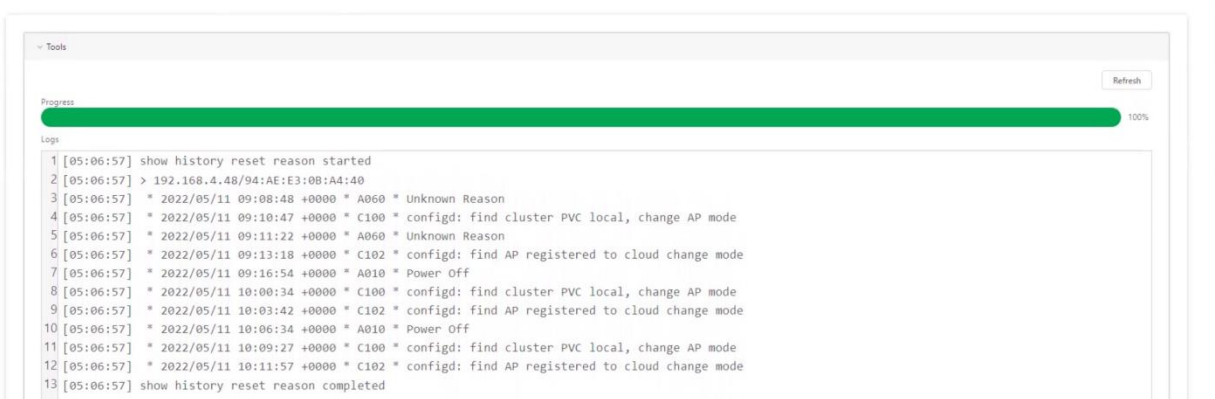 Tools
Refresh
Progress
100%
Logs
1 [05:06:57] show history reset reason started
2 [05:06:57] > 192.168.4.48/94:AE:E3:0B:A4:40
3 [05:06:57] * 2022/05/11 09:08:48 +0000 * A060 * Unknown Reason
4 [05:06:57] * 2022/05/11 09:10:47 +0000 * C100 * configd: find cluster PVC local, change AP mode
5 [05:06:57] * 2022/05/11 09:11:22 +0000 * A060 * Unknown Reason
6 [05:06:57] * 2022/05/11 09:13:18 +0000 * C102 * configd: find AP registered to cloud change mode
7 [05:06:57] * 2022/05/11 09:16:54 +0000 * A010 * Power Off
8 [05:06:57] * 2022/05/11 10:00:34 +0000 * C100 * configd: find cluster PVC local, change AP mode
9 [05:06:57] * 2022/05/11 10:03:42 +0000 * C102 * configd: find AP registered to cloud change mode
10 [05:06:57] * 2022/05/11 10:06:34 +0000 * A010 * Power Off
11 [05:06:57] * 2022/05/11 10:09:27 +0000 * C100 * configd: find cluster PVC local, change AP mode
12 [05:06:57] * 2022/05/11 10:11:57 +0000 * C102 * configd: find AP registered to cloud change mode
13 [05:06:57] show history reset reason completed